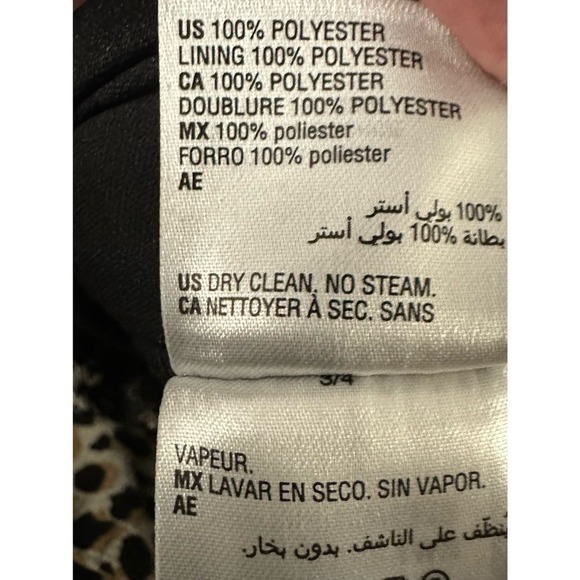 US 100% POLYESTER
LINING 100% POLYESTER
CA 100% POLYESTER
DOUBLURE 100% POLYESTER
MX 100% poliester
FORRO 100% poliester
AE
100% بولي أستر
بطانة 100% بولي أستر
US DRY CLEAN. NO STEAM.
CA NETTOYER À SEC. SANS
3/4
VAPEUR.
MX LAVAR EN SECO. SIN VAPOR.
AE
يُنظّف على الناشف. بدون بخار.